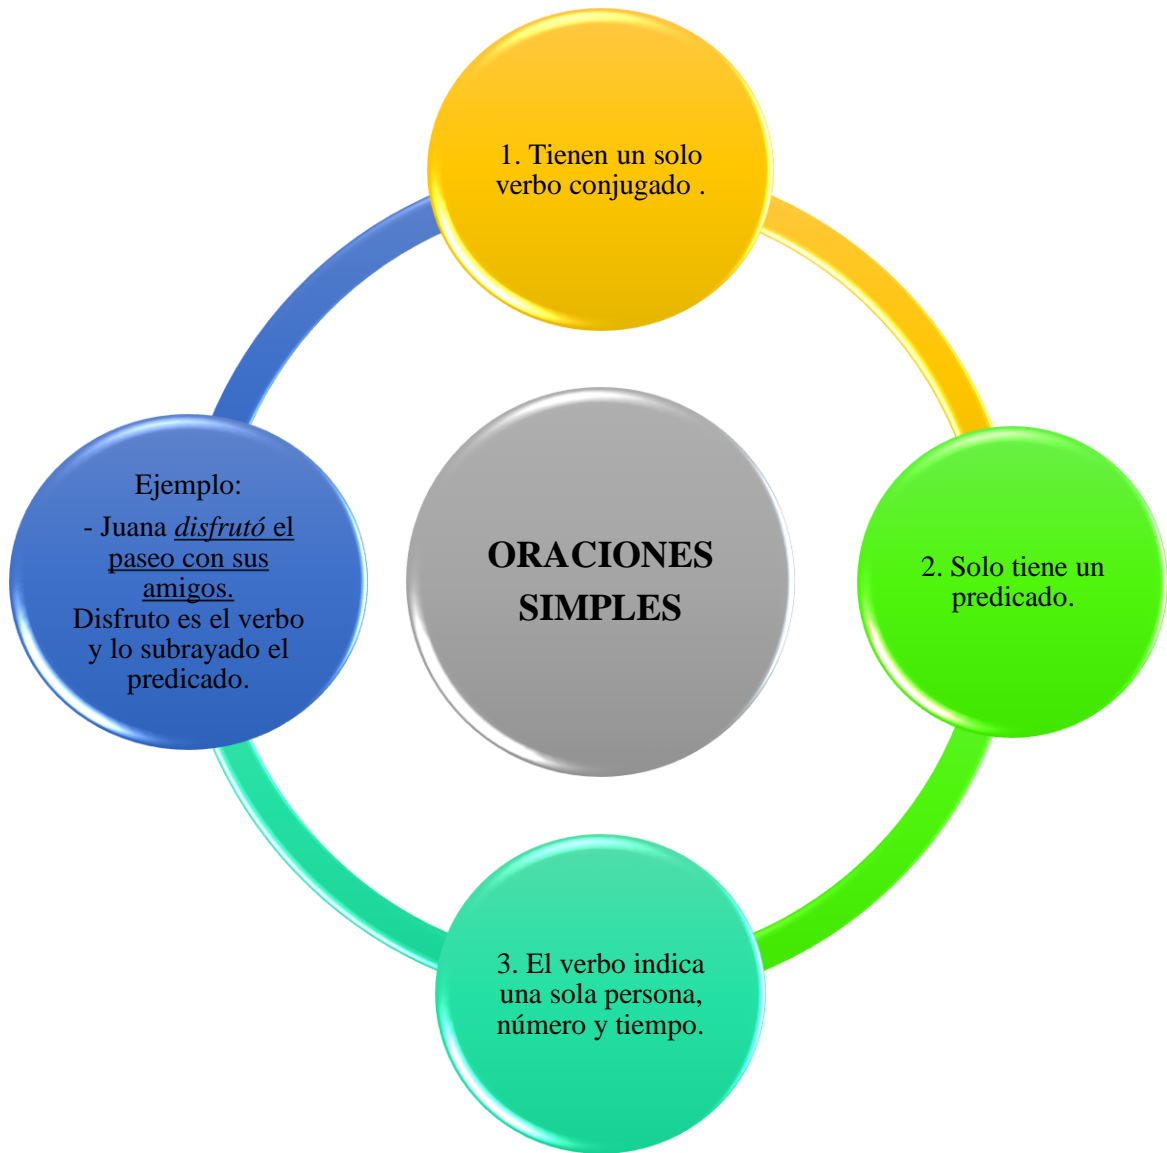 1. Tienen un solo
verbo conjugado .
Ejemplo:
- Juana disfrutó el
paseo con sus
amigos.
Disfruto es el verbo
y lo subrayado el
predicado.
ORACIONES
SIMPLES
2. Solo tiene un
predicado.
3. El verbo indica
una sola persona,
número y tiempo.